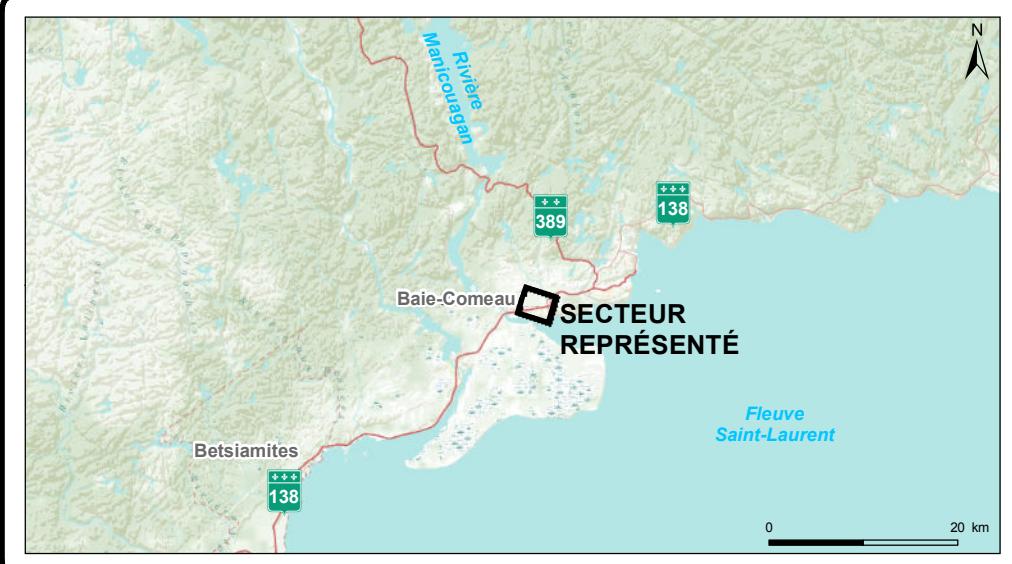 N
Rivière
Manicouagan
389
138
Baie-Comeau
SECTEUR
REPRÉSENTÉ
Fleuve
Saint-Laurent
Betsiamites
138
0 20 km